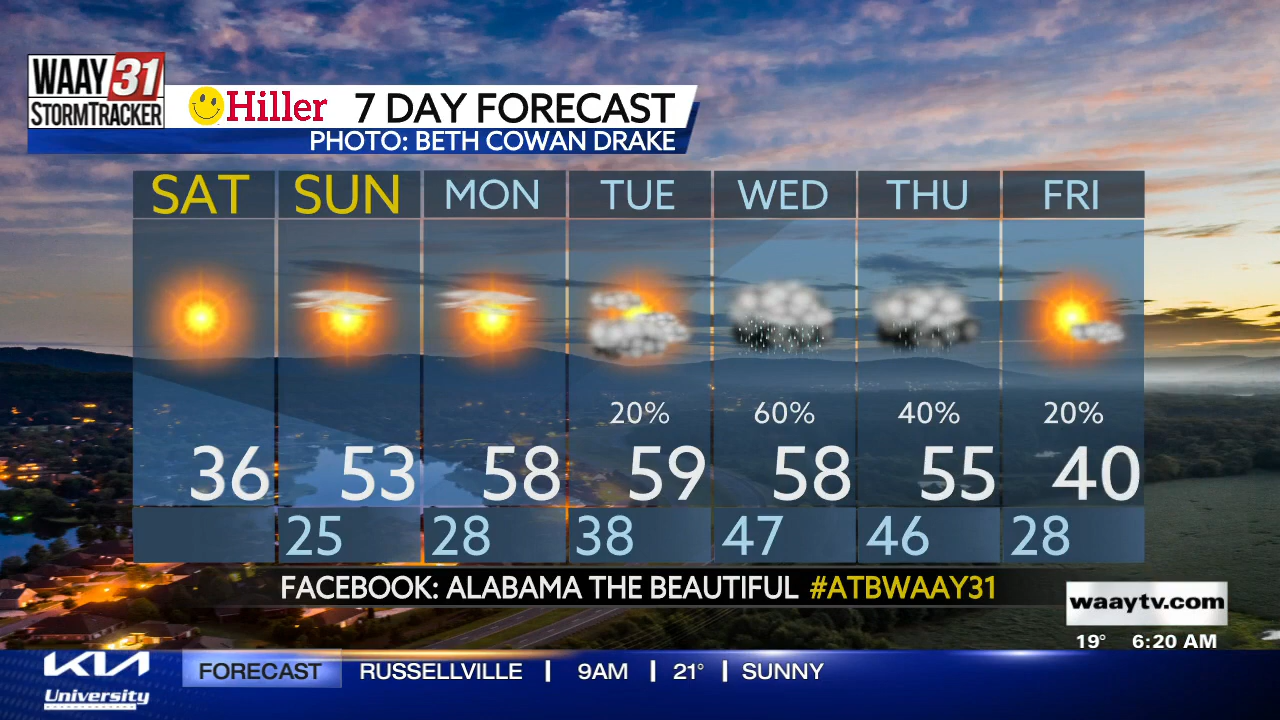 WAAY 31
STORMTRACKER
Hiller 7 DAY FORECAST
PHOTO: BETH COWAN DRAKE
SAT SUN MON TUE WED THU FRI
20% 60% 40% 20%
36 53 58 59 58 55 40
25 28 38 47 46 28
FACEBOOK: ALABAMA THE BEAUTIFUL #ATBWAAY31
waaytv.com
19° 6:20 AM
KIA
University
FORECAST RUSSELLVILLE | 9AM | 21° | SUNNY